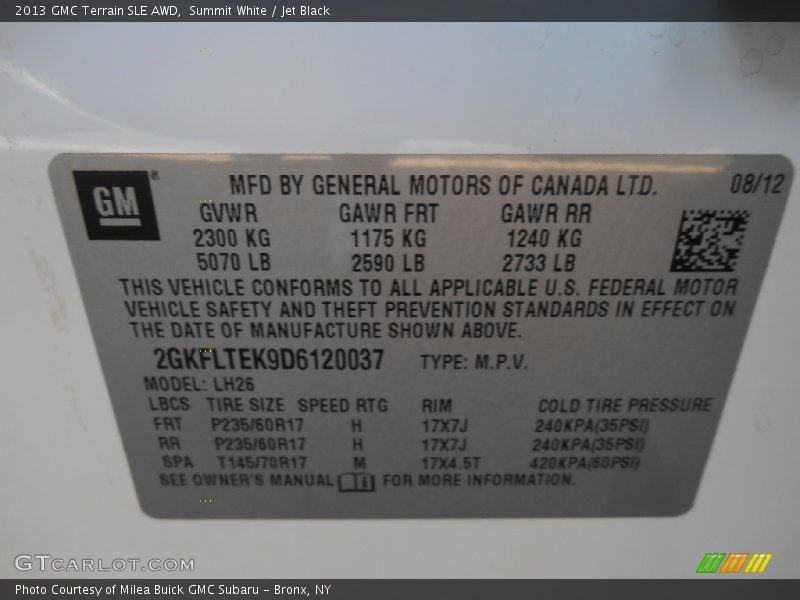 2013 GMC Terrain SLE AWD,  Summit White / Jet Black
GM®
MFD BY GENERAL MOTORS OF CANADA LTD. 08/12
GVWR GAWR FRT GAWR RR
2300 KG 1175 KG 1240 KG
5070 LB 2590 LB 2733 LB
THIS VEHICLE CONFORMS TO ALL APPLICABLE U.S. FEDERAL MOTOR
VEHICLE SAFETY AND THEFT PREVENTION STANDARDS IN EFFECT ON
THE DATE OF MANUFACTURE SHOWN ABOVE.
2GKFLTEK9D6120037 TYPE: M.P.V.
MODEL: LH26
LBCS TIRE SIZE SPEED RTG RIM COLD TIRE PRESSURE
FRT P235/60R17 H 17X7J 240KPA(35PSI)
RR P235/60R17 H 17X7J 240KPA(35PSI)
SPA T145/70R17 M 17X4.5T 420KPA(60PSI)
SEE OWNER'S MANUAL FOR MORE INFORMATION.
GTCARLOT.COM
Photo Courtesy of Milea Buick GMC Subaru - Bronx, NY